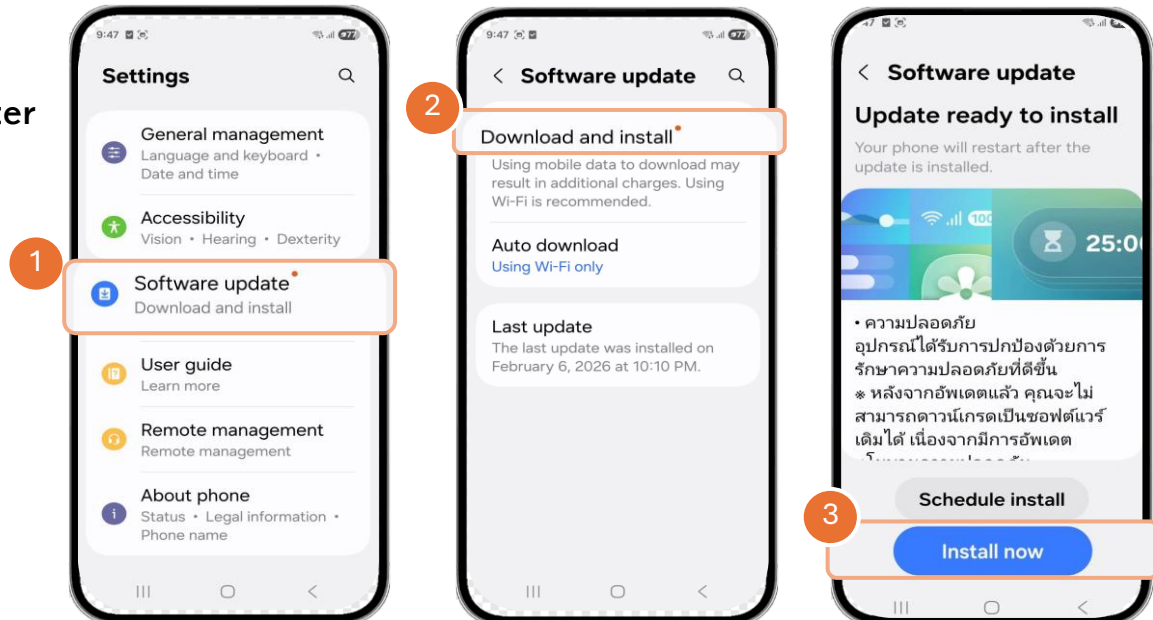 ter
1
9:47
Settings
General management
Language and keyboard •
Date and time
Accessibility
Vision • Hearing • Dexterity
Software update
Download and install
User guide
Learn more
Remote management
Remote management
About phone
Status • Legal information •
Phone name
2
9:47
77
< Software update
Download and install
Using mobile data to download may
result in additional charges. Using
Wi-Fi is recommended.
Auto download
Using Wi-Fi only
Last update
The last update was installed on
February 6, 2026 at 10:10 PM.
3
< Software update
Update ready to install
Your phone will restart after the
update is installed.
100
25:0
• ความปลอดภัย
อุปกรณ์ได้รับการปกป้องด้วยการ
รักษาความปลอดภัยที่ดีขึ้น
※ หลังจากอัพเดตแล้ว คุณจะไม่
สามารถดาวน์เกรดเป็นซอฟต์แวร์
เดิมได้ เนื่องจากมีการอัพเดต
Schedule install
Install now